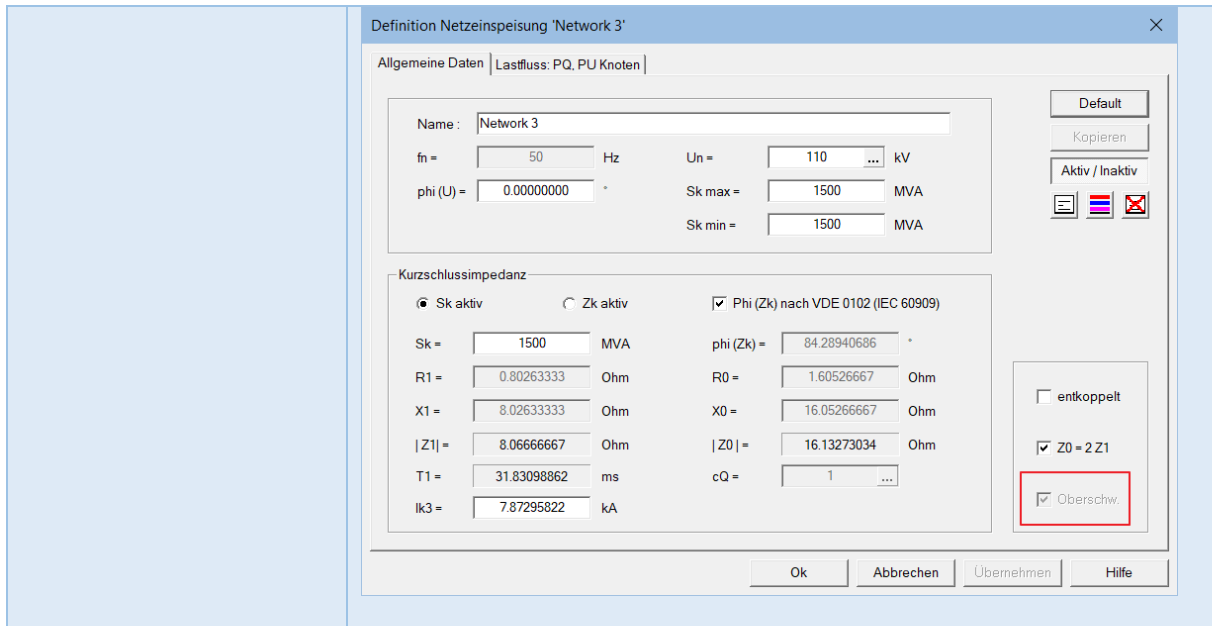 Definition Netzeinspeisung 'Network 3'
Allgemeine Daten Lastfluss: PQ, PU Knoten
Default
Name : Network 3
Kopieren
fn = 50 Hz Un = 110 ... kV
Aktiv / Inaktiv
phi (U) = 0.00000000 ° Sk max = 1500 MVA
Sk min = 1500 MVA
Kurzschlussimpedanz
Sk aktiv Zk aktiv Phi (Zk) nach VDE 0102 (IEC 60909)
Sk = 1500 MVA phi (Zk) = 84.28940686 °
R1 = 0.80263333 Ohm R0 = 1.60526667 Ohm
entkoppelt
X1 = 8.02633333 Ohm X0 = 16.05266667 Ohm
| Z1| = 8.06666667 Ohm | Z0 | = 16.13273034 Ohm
Z0 = 2 Z1
T1 = 31.83098862 ms cQ = 1 ...
Oberschw.
Ik3 = 7.87295822 kA
Ok Abbrechen Übernehmen Hilfe